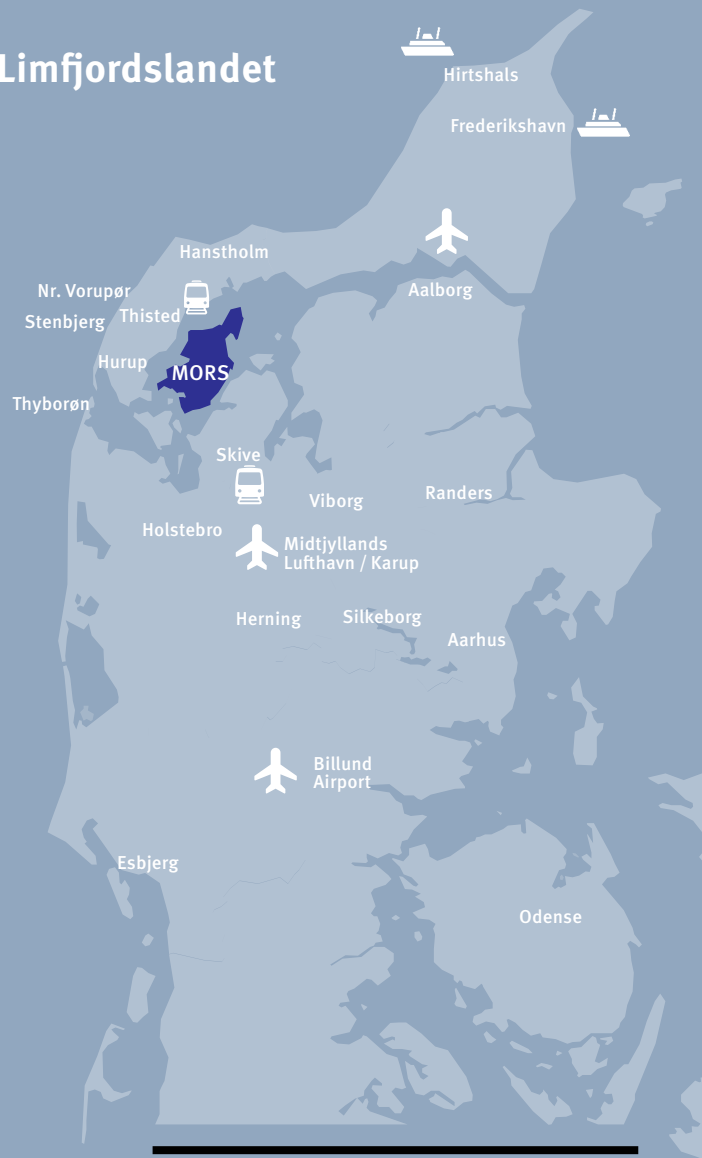 Limfjordslandet
Hirtshals
Frederikshavn
Hanstholm
Nr. Vorupør
Aalborg
Thisted
Stenbjerg
Hurup
MORS
Thyborøn
Skive
Viborg
Randers
Holstebro
Midtjyllands
Lufthavn / Karup
Herning
Silkeborg
Aarhus
Billund
Airport
Esbjerg
Odense